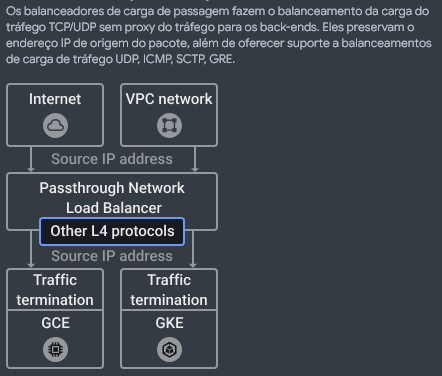 Os balanceadores de carga de passagem fazem o balanceamento da carga do
tráfego TCP/UDP sem proxy do tráfego para os back-ends. Eles preservam o
endereço IP de origem do pacote, além de oferecer suporte a balanceamentos
de carga de tráfego UDP, ICMP, SCTP, GRE.
Internet
VPC network
Source IP address
Passthrough Network
Load Balancer
Other L4 protocols
Source IP address
Traffic
termination
GCE
Traffic
termination
GKE